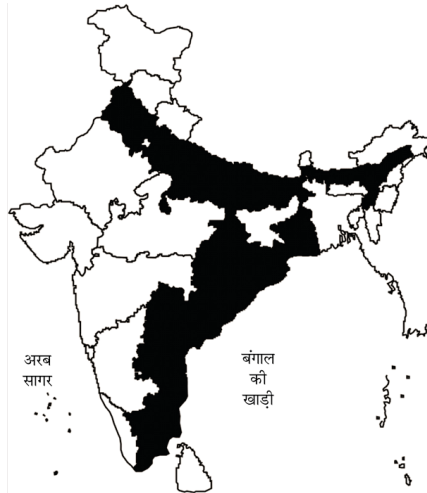 अरब
सागर
बंगाल
की
खाड़ी